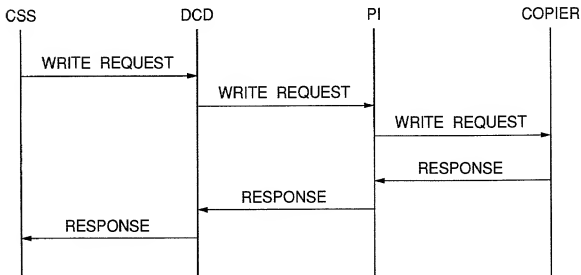 CSS DCD PI COPIER
WRITE REQUEST
WRITE REQUEST
WRITE REQUEST
RESPONSE
RESPONSE
RESPONSE